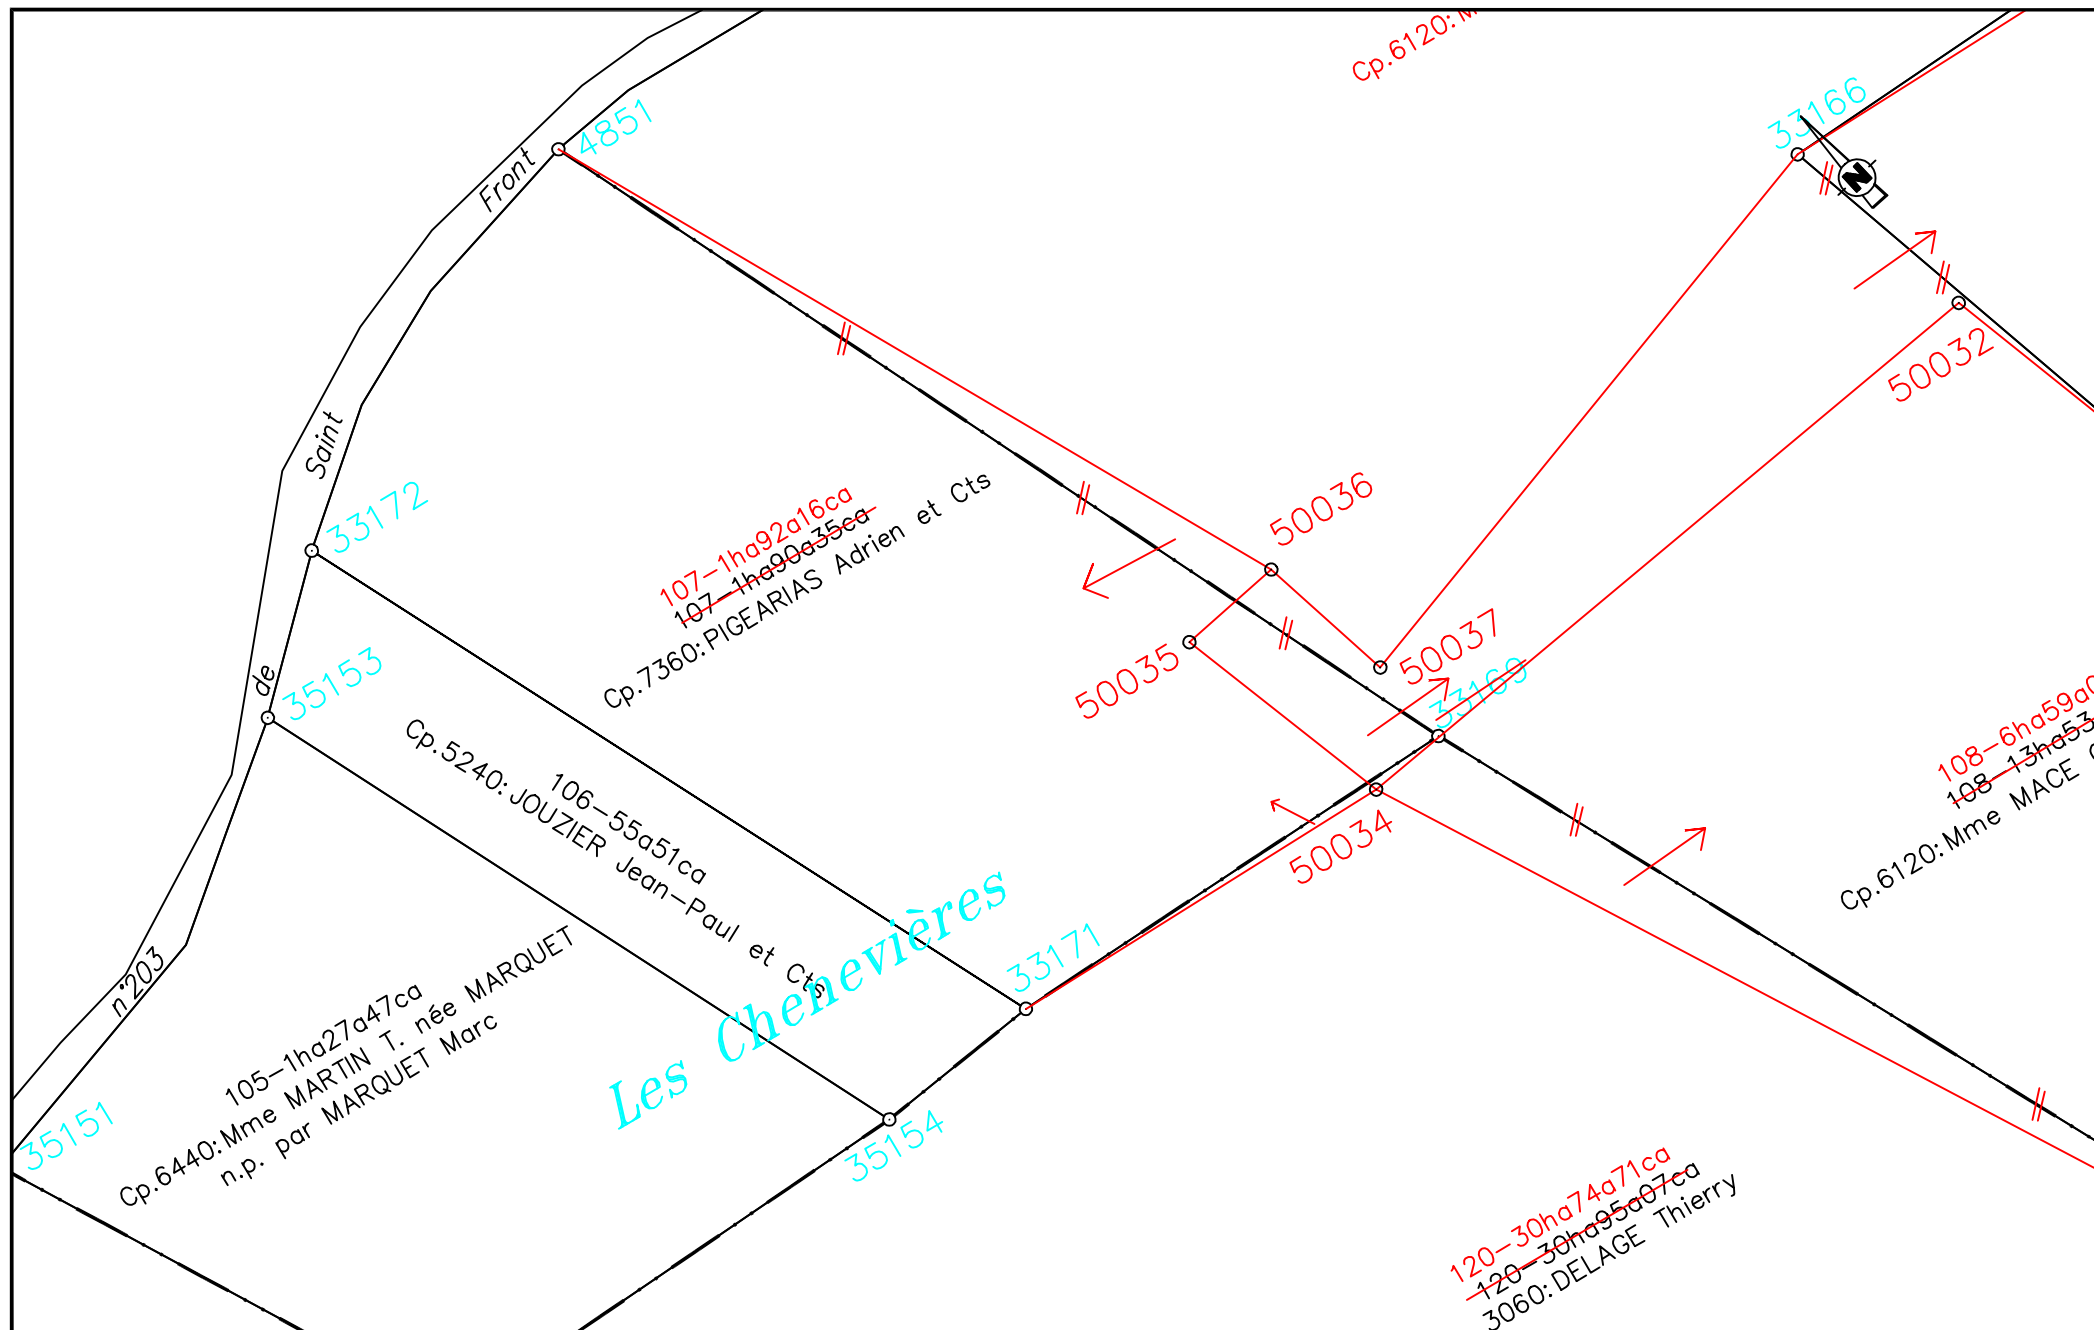 Cp.6120:
33166
4851
Front
N
50032
Saint
50036
33172
107-1ha92a16ca
107-1ha90a35ca
Cp.7360:PIGEARIAS Adrien et Cts
50037
50035
33169
de
35153
106-55a51ca
Cp.5240:JOUZIER Jean-Paul et Cts
108-6ha59a
108-13ha53
Cp.6120:Mme MACE
50034
Les Chenevières
33171
n°203
105-1ha27a47ca
Cp.6440:Mme MARTIN T. née MARQUET
n.p. par MARQUET Marc
35151
35154
120-30ha74a71ca
120-30ha95a07ca
3060:DELAGE Thierry